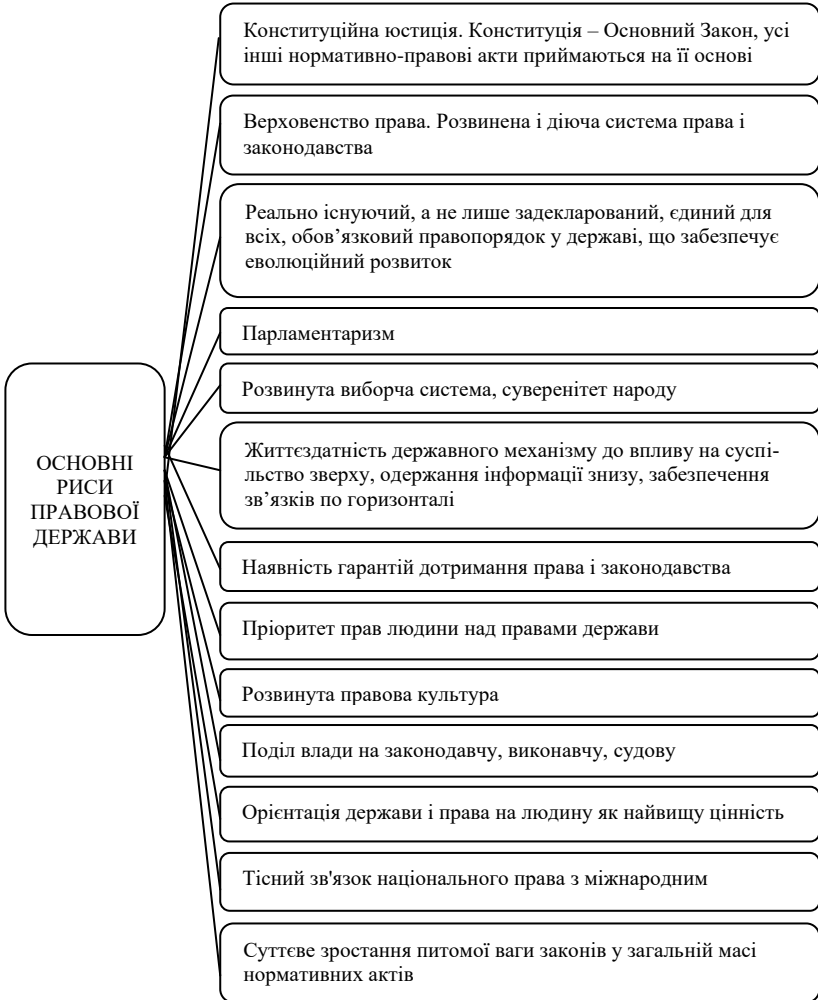 Конституційна юстиція. Конституція – Основний Закон, усі
інші нормативно-правові акти приймаються на її основі
Верховенство права. Розвинена і діюча система права і
законодавства
Реально існуючий, а не лише задекларований, єдиний для
всіх, обов’язковий правопорядок у державі, що забезпечує
еволюційний розвиток
Парламентаризм
Розвинута виборча система, суверенітет народу
ОСНОВНІ
РИСИ
ПРАВОВОЇ
ДЕРЖАВИ
Життєздатність державного механізму до впливу на суспі-
льство зверху, одержання інформації знизу, забезпечення
зв’язків по горизонталі
Наявність гарантій дотримання права і законодавства
Пріоритет прав людини над правами держави
Розвинута правова культура
Поділ влади на законодавчу, виконавчу, судову
Орієнтація держави і права на людину як найвищу цінність
Тісний зв'язок національного права з міжнародним
Суттєве зростання питомої ваги законів у загальній масі
нормативних актів